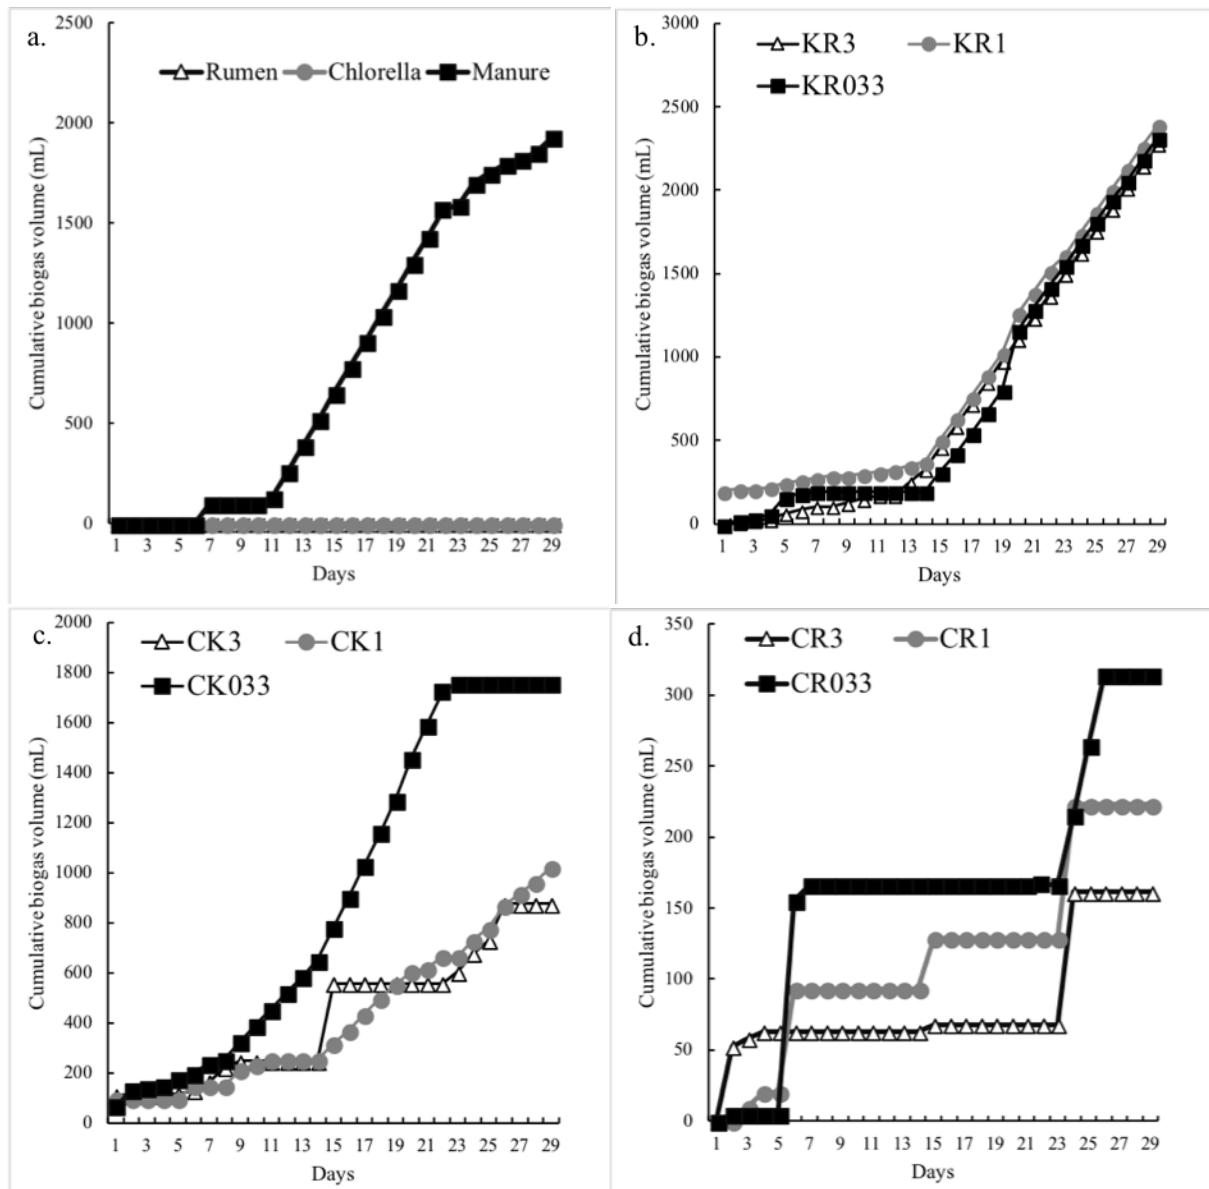 a.
2500
Rumen Chlorella Manure
2000
1500
1000
500
0
Cumulative biogas volume (mL)
1 3 5 7 9 11 13 15 17 19 21 23 25 27 29
Days
b.
3000
KR3 KR1
KR033
2500
2000
1500
1000
500
0
Cumulative biogas volume (mL)
1 3 5 7 9 11 13 15 17 19 21 23 25 27 29
Days
c.
2000
CK3 CK1
CK033
1800
1600
1400
1200
1000
800
600
400
200
0
Cumulative biogas volume (mL)
1 3 5 7 9 11 13 15 17 19 21 23 25 27 29
Days
d.
350
CR3 CR1
CR033
300
250
200
150
100
50
0
Cumulative biogas volume (mL)
1 3 5 7 9 11 13 15 17 19 21 23 25 27 29
Days